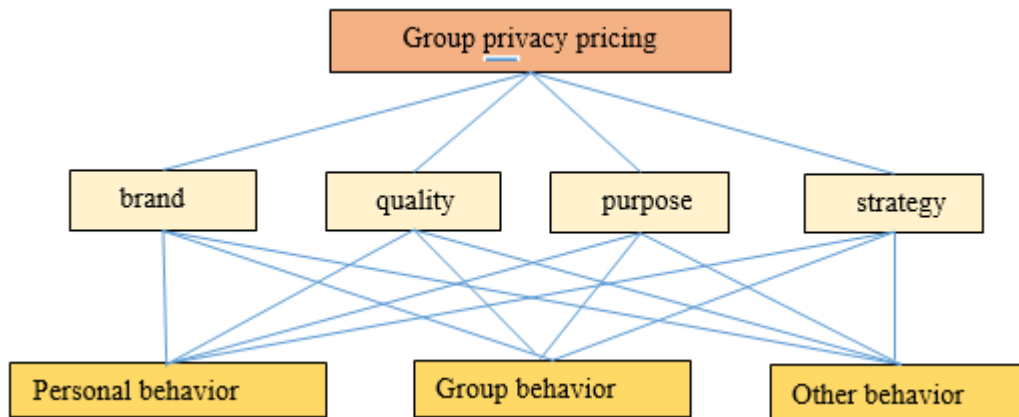 Group privacy pricing
brand
quality
purpose
strategy
Personal behavior
Group behavior
Other behavior